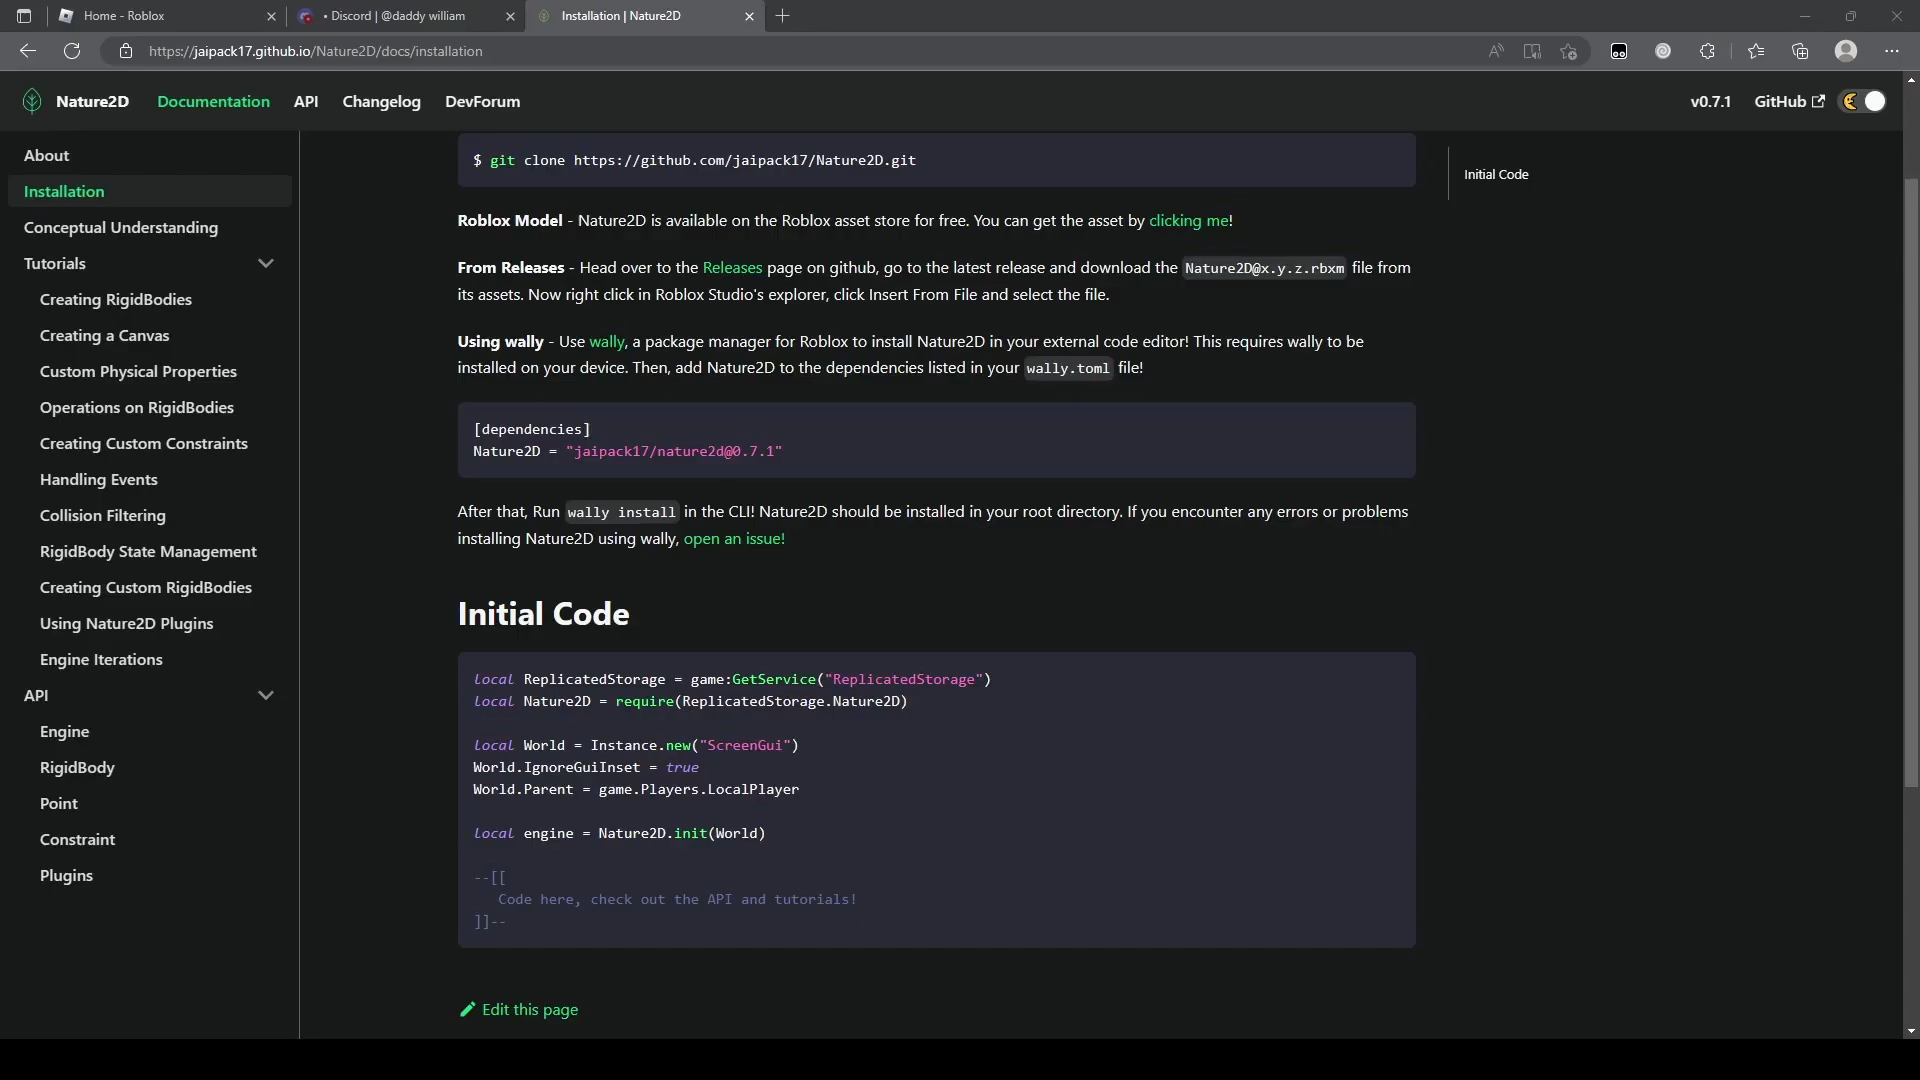 Home - Roblox
• Discord | @daddy william
Installation | Nature2D
https://jaipack17.github.io/Nature2D/docs/installation
Nature2D
Documentation
API
Changelog
DevForum
v0.7.1
GitHub
About
Installation
Conceptual Understanding
Tutorials
Creating RigidBodies
Creating a Canvas
Custom Physical Properties
Operations on RigidBodies
Creating Custom Constraints
Handling Events
Collision Filtering
RigidBody State Management
Creating Custom RigidBodies
Using Nature2D Plugins
Engine Iterations
API
Engine
RigidBody
Point
Constraint
Plugins
$ git clone https://github.com/jaipack17/Nature2D.git
Roblox Model - Nature2D is available on the Roblox asset store for free. You can get the asset by clicking me!
From Releases - Head over to the Releases page on github, go to the latest release and download the Nature2D@x.y.z.rbxm file from
its assets. Now right click in Roblox Studio's explorer, click Insert From File and select the file.
Using wally - Use wally, a package manager for Roblox to install Nature2D in your external code editor! This requires wally to be
installed on your device. Then, add Nature2D to the dependencies listed in your wally.toml file!
[dependencies]
Nature2D = "jaipack17/nature2d@0.7.1"
After that, Run wally install in the CLI! Nature2D should be installed in your root directory. If you encounter any errors or problems
installing Nature2D using wally, open an issue!
Initial Code
local ReplicatedStorage = game:GetService("ReplicatedStorage")
local Nature2D = require(ReplicatedStorage.Nature2D)
local World = Instance.new("ScreenGui")
World.IgnoreGuiInset = true
World.Parent = game.Players.LocalPlayer
local engine = Nature2D.init(World)
--[[
Code here, check out the API and tutorials!
]]--
Edit this page
Initial Code